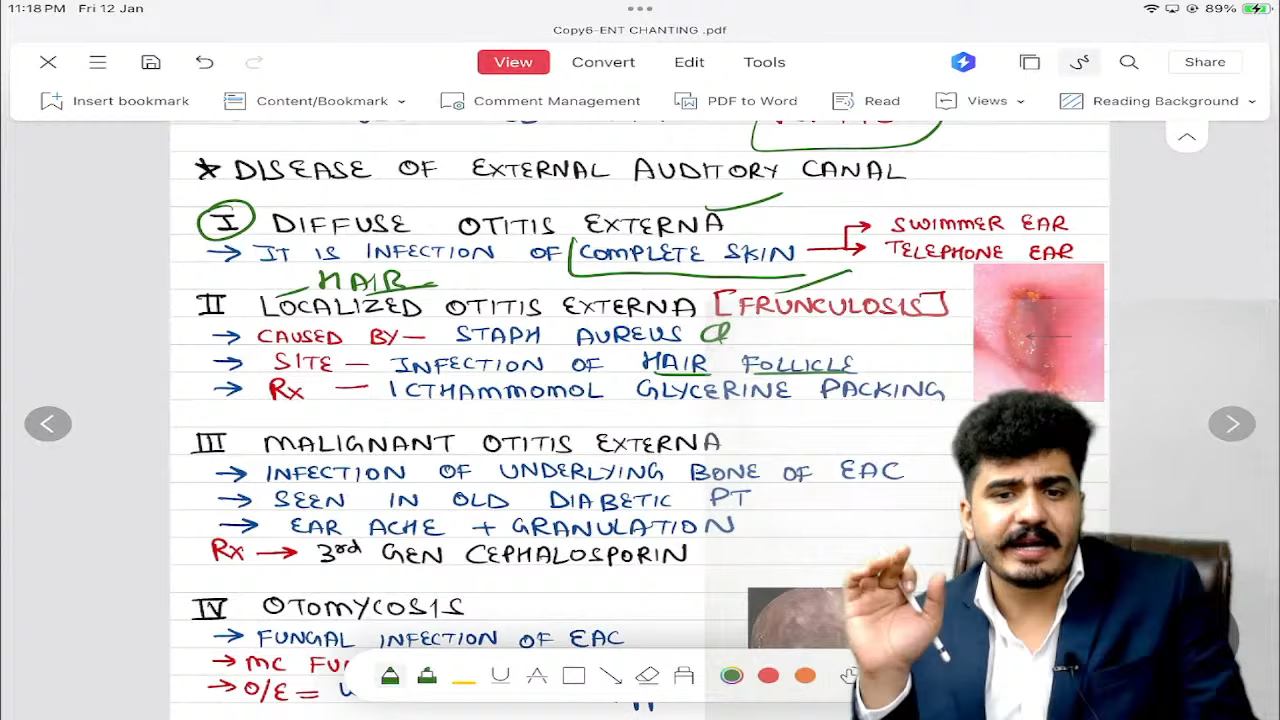 11:18 PM Fri 12 Jan
89%
Copy6-ENT CHANTING .pdf
View Convert Edit Tools Share
Insert bookmark Content/Bookmark Comment Management PDF to Word Read Views Reading Background
★ DISEASE OF EXTERNAL AUDITORY CANAL
I DIFFUSE OTITIS EXTERNA
→ IT IS INFECTION OF COMPLETE SKIN → SWIMMER EAR
→ TELEPHONE EAR
HAIR
II LOCALIZED OTITIS EXTERNA [FRUNCULOSIS]
→ CAUSED BY — STAPH AUREUS
→ SITE — INFECTION OF HAIR FOLLICLE
→ Rx — ICTHAMMOMOL GLYCERINE PACKING
III MALIGNANT OTITIS EXTERNA
→ INFECTION OF UNDERLYING BONE OF EAC
→ SEEN IN OLD DIABETIC PT
→ EAR ACHE + GRANULATION
Rx → 3rd GEN CEPHALOSPORIN
IV OTOMYCOSIS
→ FUNGAL INFECTION OF EAC
→ MC
→ O/E =